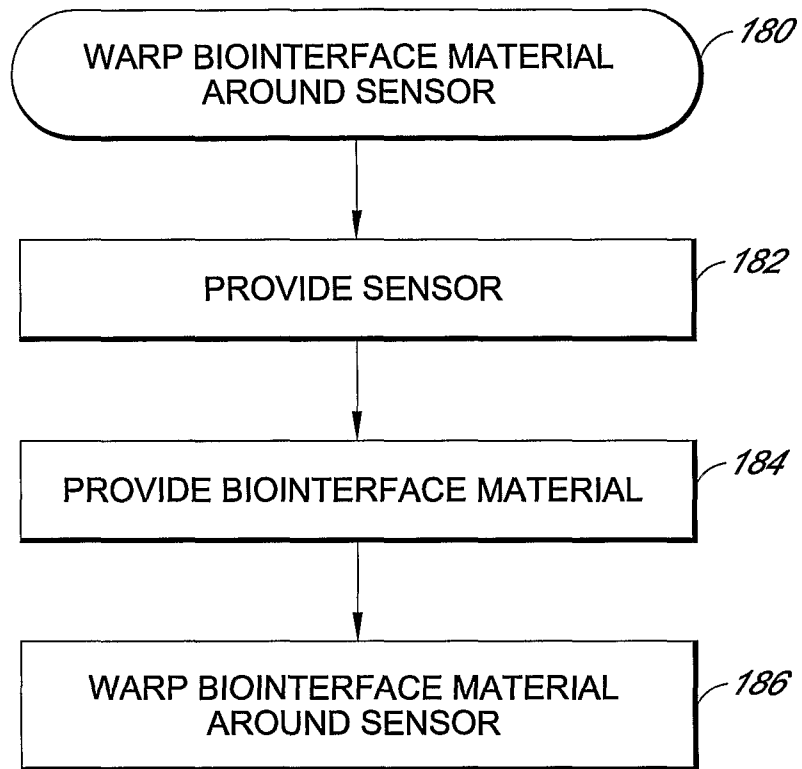 WARP BIOINTERFACE MATERIAL
AROUND SENSOR
180
PROVIDE SENSOR
182
PROVIDE BIOINTERFACE MATERIAL
184
WARP BIOINTERFACE MATERIAL
AROUND SENSOR
186